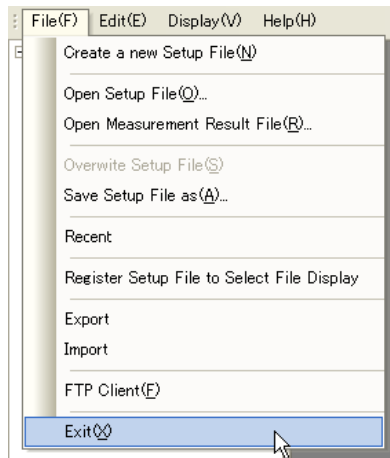 File(F) Edit(E) Display(V) Help(H)
Create a new Setup File(N)
Open Setup File(O)...
Open Measurement Result File(R)...
Overwite Setup File(S)
Save Setup File as(A)...
Recent
Register Setup File to Select File Display
Export
Import
FTP Client(F)
Exit(X)